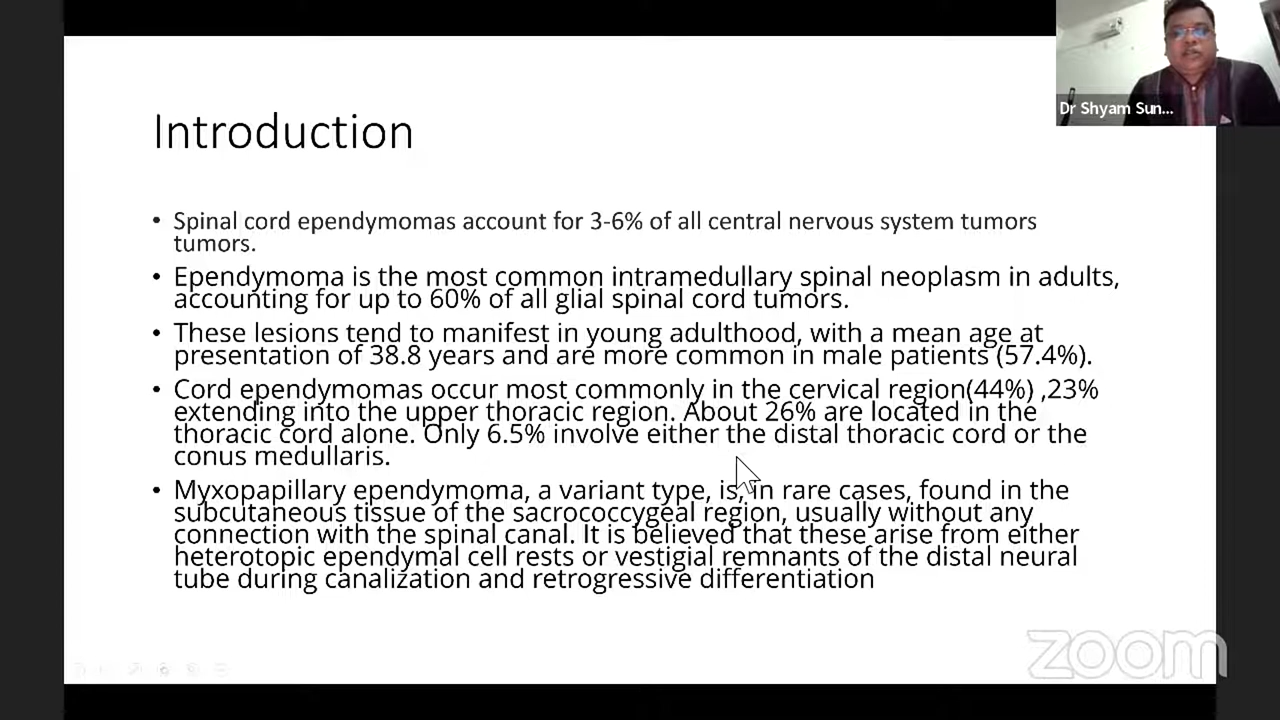 Dr Shyam Sun...
Introduction
• Spinal cord ependymomas account for 3-6% of all central nervous system tumors
tumors.
• Ependymoma is the most common intramedullary spinal neoplasm in adults,
accounting for up to 60% of all glial spinal cord tumors.
• These lesions tend to manifest in young adulthood, with a mean age at
presentation of 38.8 years and are more common in male patients (57.4%).
• Cord ependymomas occur most commonly in the cervical region(44%) ,23%
extending into the upper thoracic region. About 26% are located in the
thoracic cord alone. Only 6.5% involve either the distal thoracic cord or the
conus medullaris.
• Myxopapillary ependymoma, a variant type, is, in rare cases, found in the
subcutaneous tissue of the sacrococcygeal region, usually without any
connection with the spinal canal. It is believed that these arise from either
heterotopic ependymal cell rests or vestigial remnants of the distal neural
tube during canalization and retrogressive differentiation
zoom